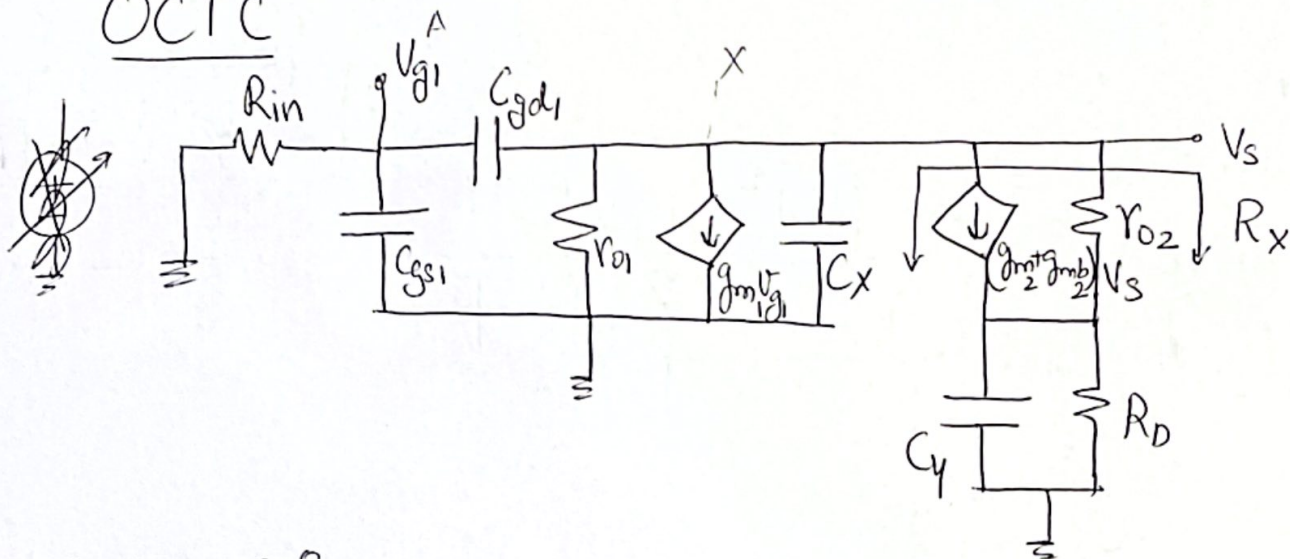 OCTC
A
Vg1
X
Rin
Cgd1
Vs
Cgs1
ro1
gm1vg1
Cx
(gm2+gmb2)Vs
ro2
Rx
Cy
RD